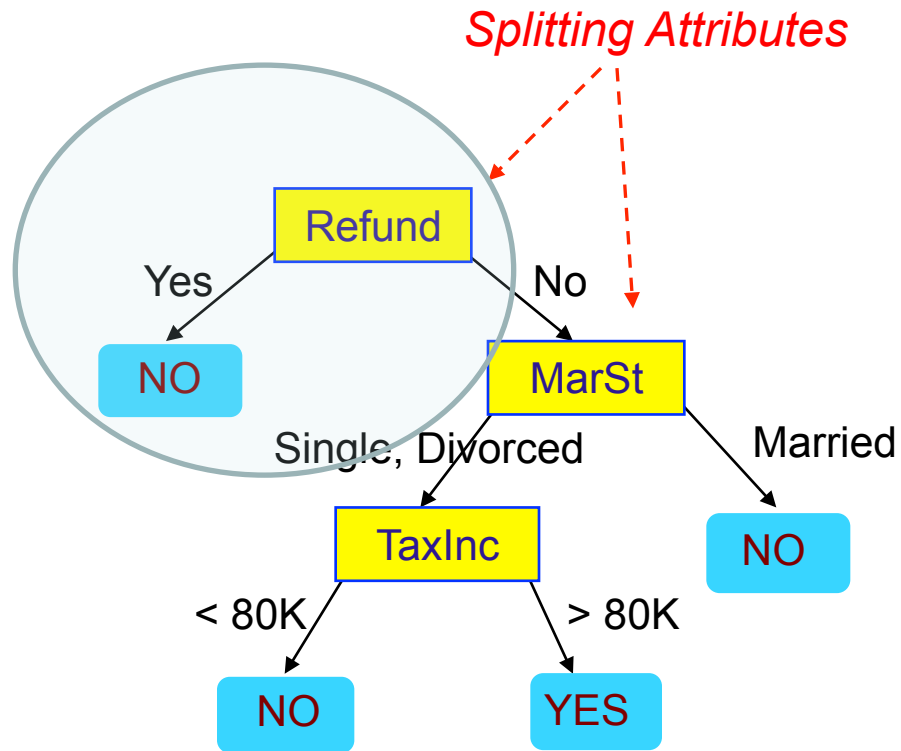 Splitting Attributes
Refund
Yes
No
NO
MarSt
Single, Divorced
Married
TaxInc
NO
< 80K
> 80K
NO
YES